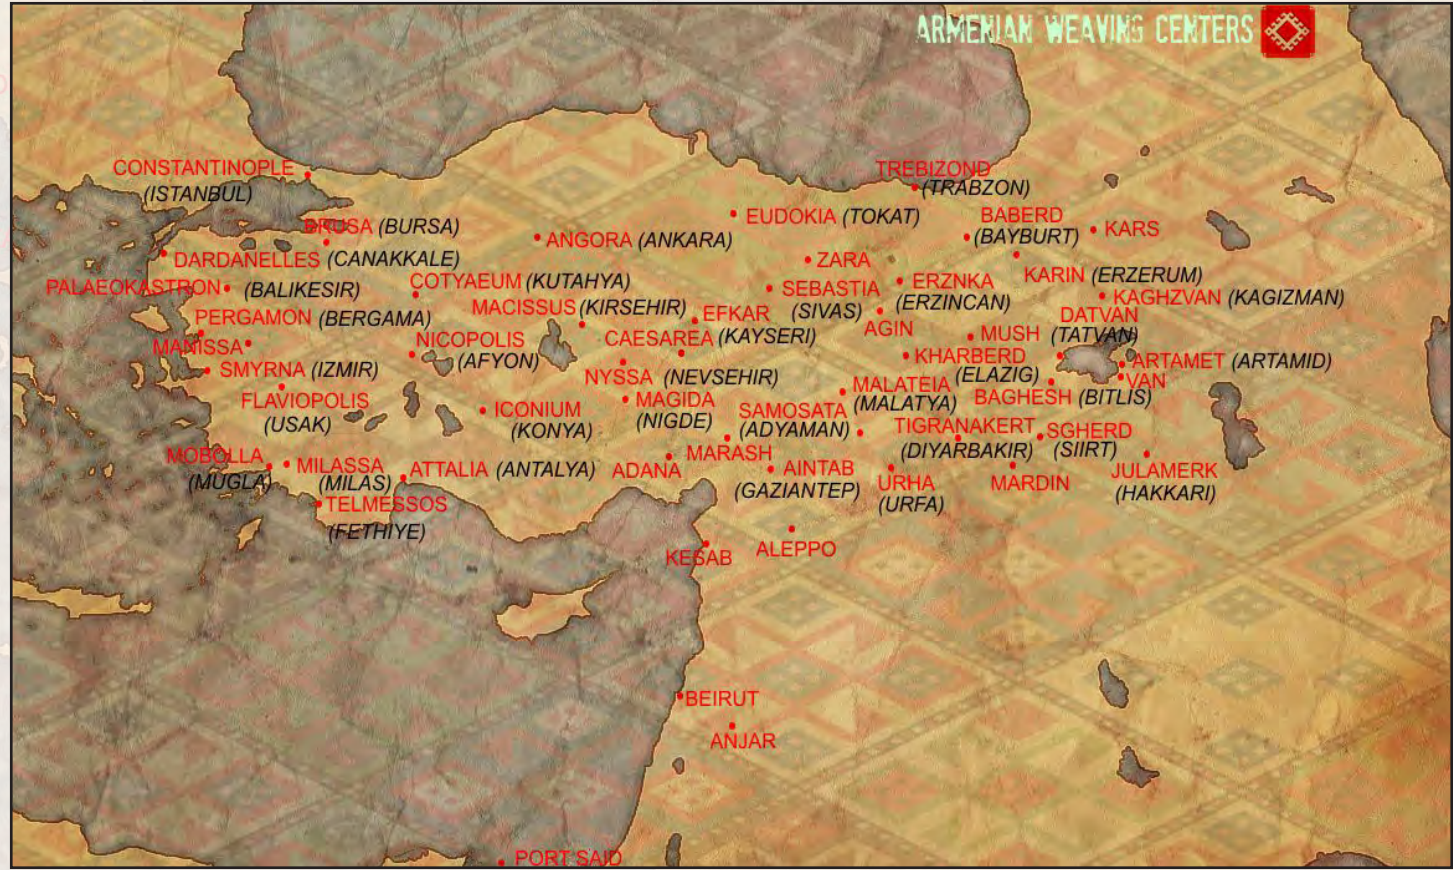 ARMENIAN WEAVING CENTERS
CONSTANTINOPLE
(ISTANBUL)
TREBIZOND
(TRABZON)
BRUSA (BURSA)
EUDOKIA (TOKAT)
BABERD
(BAYBURT)
KARS
ANGORA (ANKARA)
DARDANELLES (CANAKKALE)
ZARA
KARIN (ERZERUM)
PALAEOKASTRON (BALIKESIR)
COTYAEUM (KUTAHYA)
SEBASTIA
(SIVAS)
ERZNKA
(ERZINCAN)
KAGHZVAN (KAGIZMAN)
PERGAMON (BERGAMA)
MACISSUS (KIRSEHIR)
EFKAR
AGIN
DATVAN
(TATVAN)
MANISSA
NICOPOLIS
(AFYON)
CAESAREA (KAYSERI)
MUSH
SMYRNA (IZMIR)
KHARBERD
(ELAZIG)
ARTAMET (ARTAMID)
VAN
NYSSA (NEVSEHIR)
MALATEIA
(MALATYA)
BAGHESH (BITLIS)
FLAVIOPOLIS
(USAK)
ICONIUM
(KONYA)
MAGIDA
(NIGDE)
SAMOSATA
(ADYAMAN)
TIGRANAKERT
(DIYARBAKIR)
SGHERD
(SIIRT)
MOBOLLA
(MUGLA)
MILASSA
(MILAS)
ATTALIA (ANTALYA)
ADANA
MARASH
AINTAB
(GAZIANTEP)
URHA
(URFA)
MARDIN
JULAMERK
(HAKKARI)
TELMESSOS
(FETHIYE)
KESAB
ALEPPO
BEIRUT
ANJAR
PORT SAID